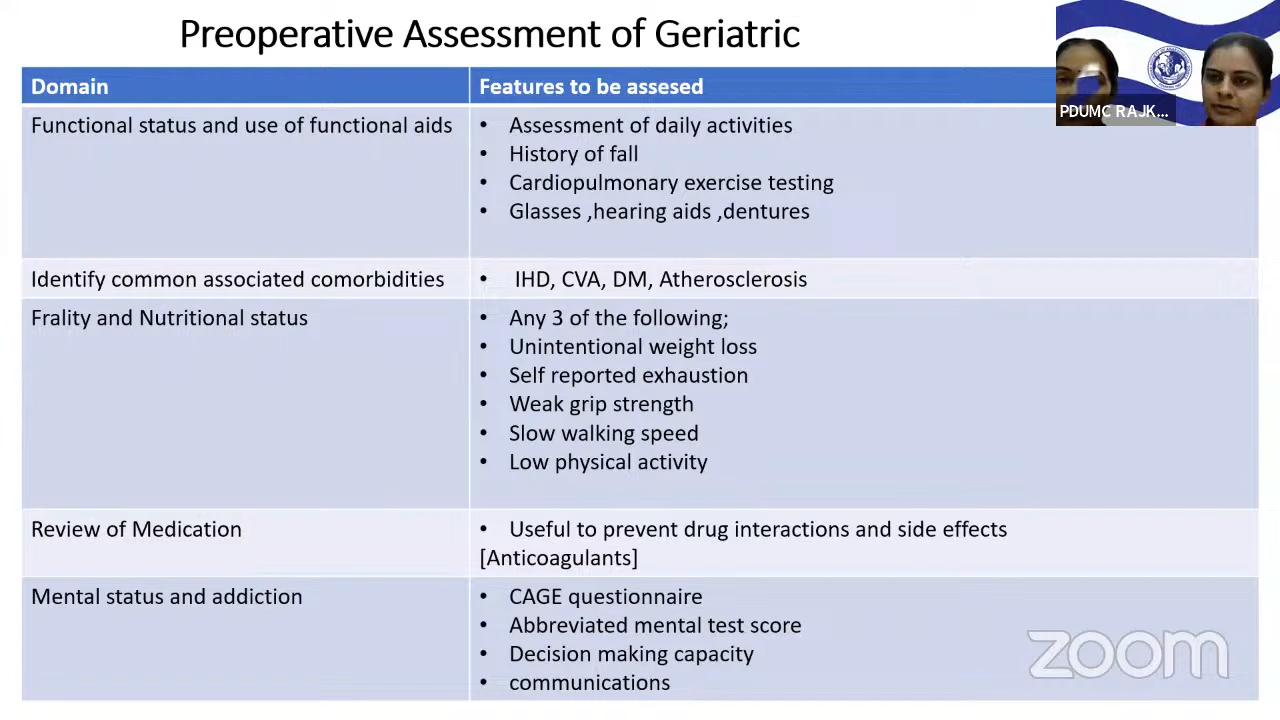 Preoperative Assessment of Geriatric
Domain
Features to be assesed
PDUMC RAJK...
Functional status and use of functional aids
• Assessment of daily activities
• History of fall
• Cardiopulmonary exercise testing
• Glasses ,hearing aids ,dentures
Identify common associated comorbidities
• IHD, CVA, DM, Atherosclerosis
Frality and Nutritional status
• Any 3 of the following;
• Unintentional weight loss
• Self reported exhaustion
• Weak grip strength
• Slow walking speed
• Low physical activity
Review of Medication
• Useful to prevent drug interactions and side effects
[Anticoagulants]
Mental status and addiction
• CAGE questionnaire
• Abbreviated mental test score
• Decision making capacity
• communications
zoom